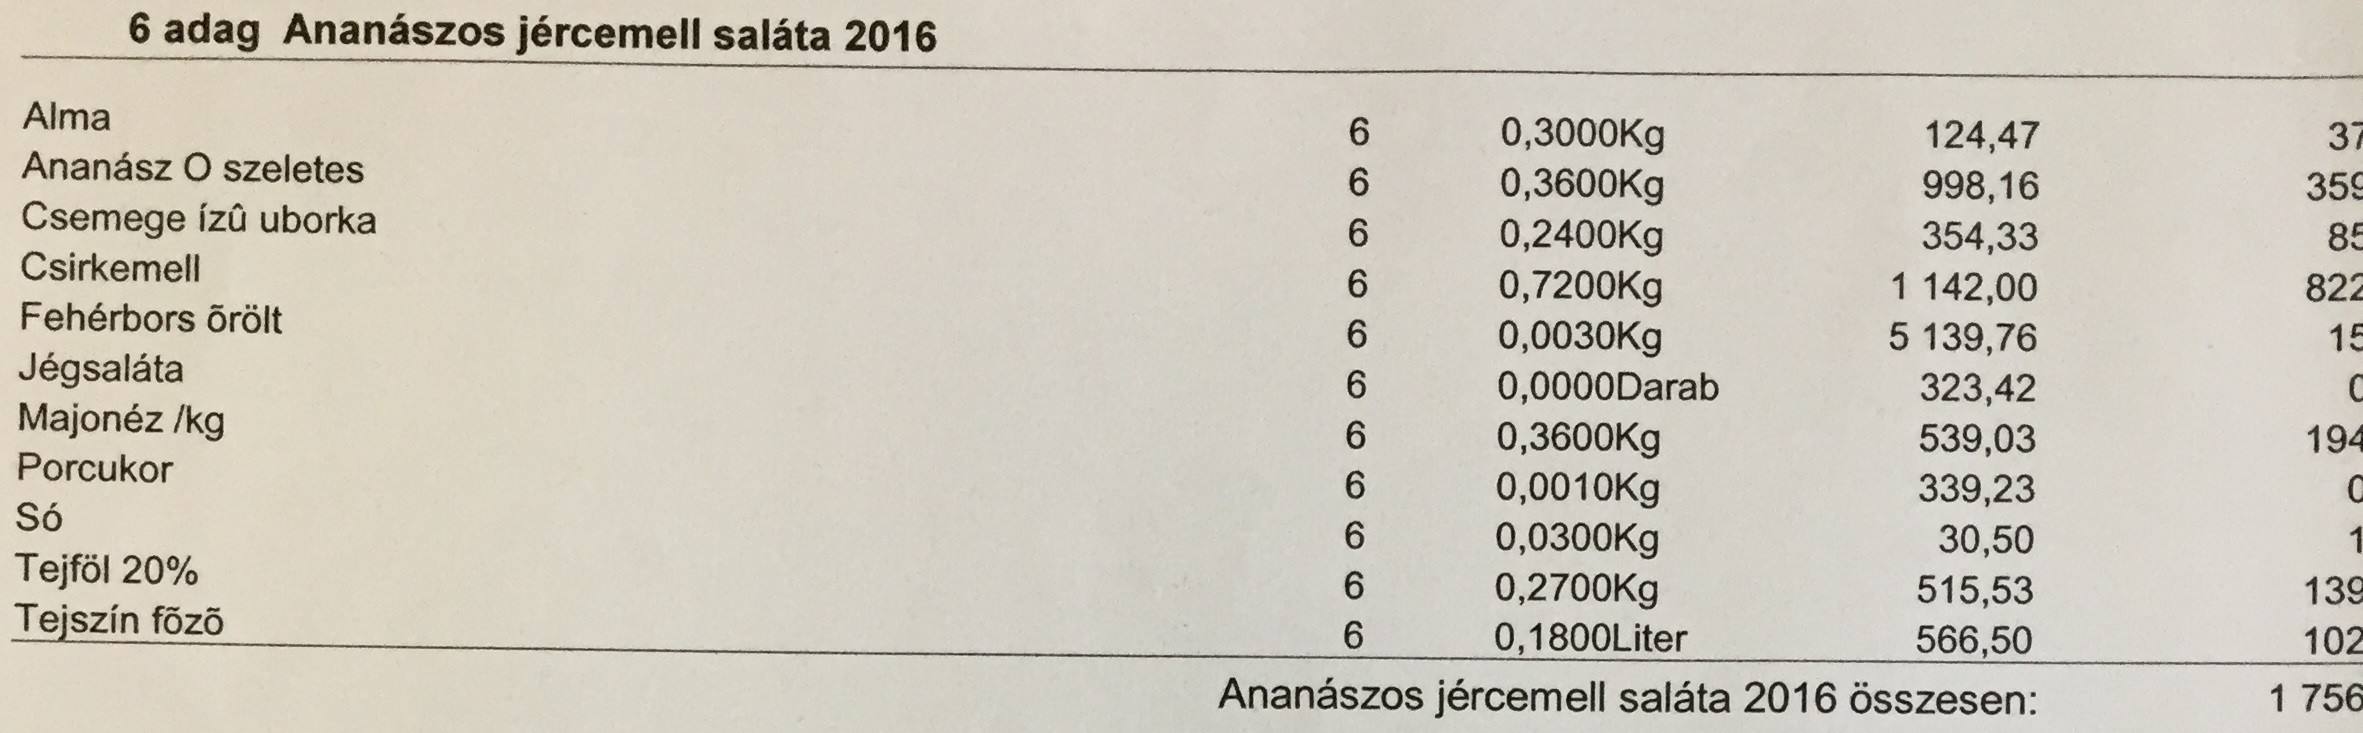 6 adag Ananászos jércemell saláta 2016
Alma 6 0,3000Kg 124,47 37
Ananász O szeletes 6 0,3600Kg 998,16 359
Csemege ízû uborka 6 0,2400Kg 354,33 85
Csirkemell 6 0,7200Kg 1 142,00 822
Fehérbors õrölt 6 0,0030Kg 5 139,76 15
Jégsaláta 6 0,0000Darab 323,42 0
Majonéz /kg 6 0,3600Kg 539,03 194
Porcukor 6 0,0010Kg 339,23 0
Só 6 0,0300Kg 30,50 1
Tejföl 20% 6 0,2700Kg 515,53 139
Tejszín fõzõ 6 0,1800Liter 566,50 102
Ananászos jércemell saláta 2016 összesen: 1 756